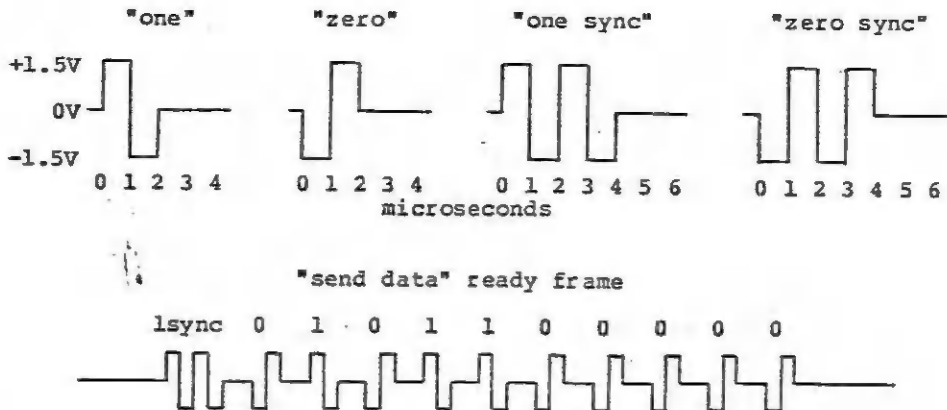 "one" "zero" "one sync" "zero sync"
+1.5V
0V
-1.5V
0 1 2 3 4 0 1 2 3 4 0 1 2 3 4 5 6 0 1 2 3 4 5 6
microseconds
"send data" ready frame
1sync 0 1 0 1 1 0 0 0 0 0